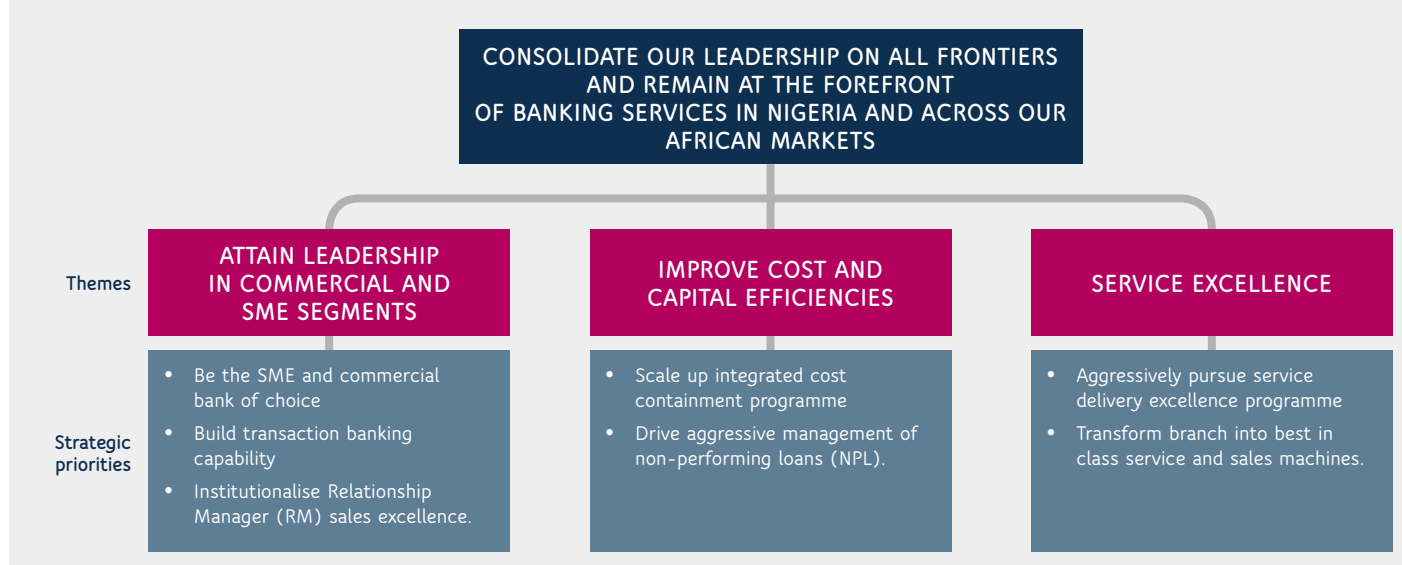 CONSOLIDATE OUR LEADERSHIP ON ALL FRONTIERS
AND REMAIN AT THE FOREFRONT
OF BANKING SERVICES IN NIGERIA AND ACROSS OUR
AFRICAN MARKETS
Themes
ATTAIN LEADERSHIP
IN COMMERCIAL AND
SME SEGMENTS
IMPROVE COST AND
CAPITAL EFFICIENCIES
SERVICE EXCELLENCE
Strategic
priorities
• Be the SME and commercial
bank of choice
• Build transaction banking
capability
• Institutionalise Relationship
Manager (RM) sales excellence.
• Scale up integrated cost
containment programme
• Drive aggressive management of
non-performing loans (NPL).
• Aggressively pursue service
delivery excellence programme
• Transform branch into best in
class service and sales machines.